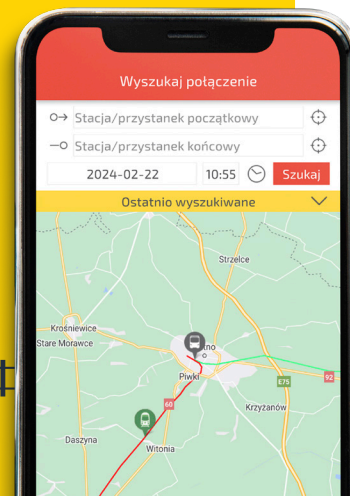 Wyszukaj połączenie
Stacja/przystanek początkowy
Stacja/przystanek końcowy
2024-02-22 10:55 Szukaj
Ostatnio wyszukiwane
Strzelce
Krośniewice
Stare Morawce
no
Piwki
E75
92
60
Krzyżanów
Daszyna
Witonia